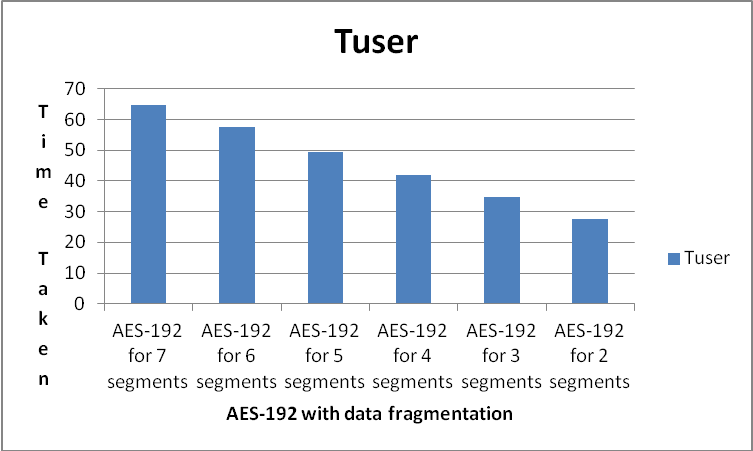 Tuser
70
60
50
40
30
20
10
0
Time Taken
AES-192 for 7 segments
AES-192 for 6 segments
AES-192 for 5 segments
AES-192 for 4 segments
AES-192 for 3 segments
AES-192 for 2 segments
AES-192 with data fragmentation
Tuser